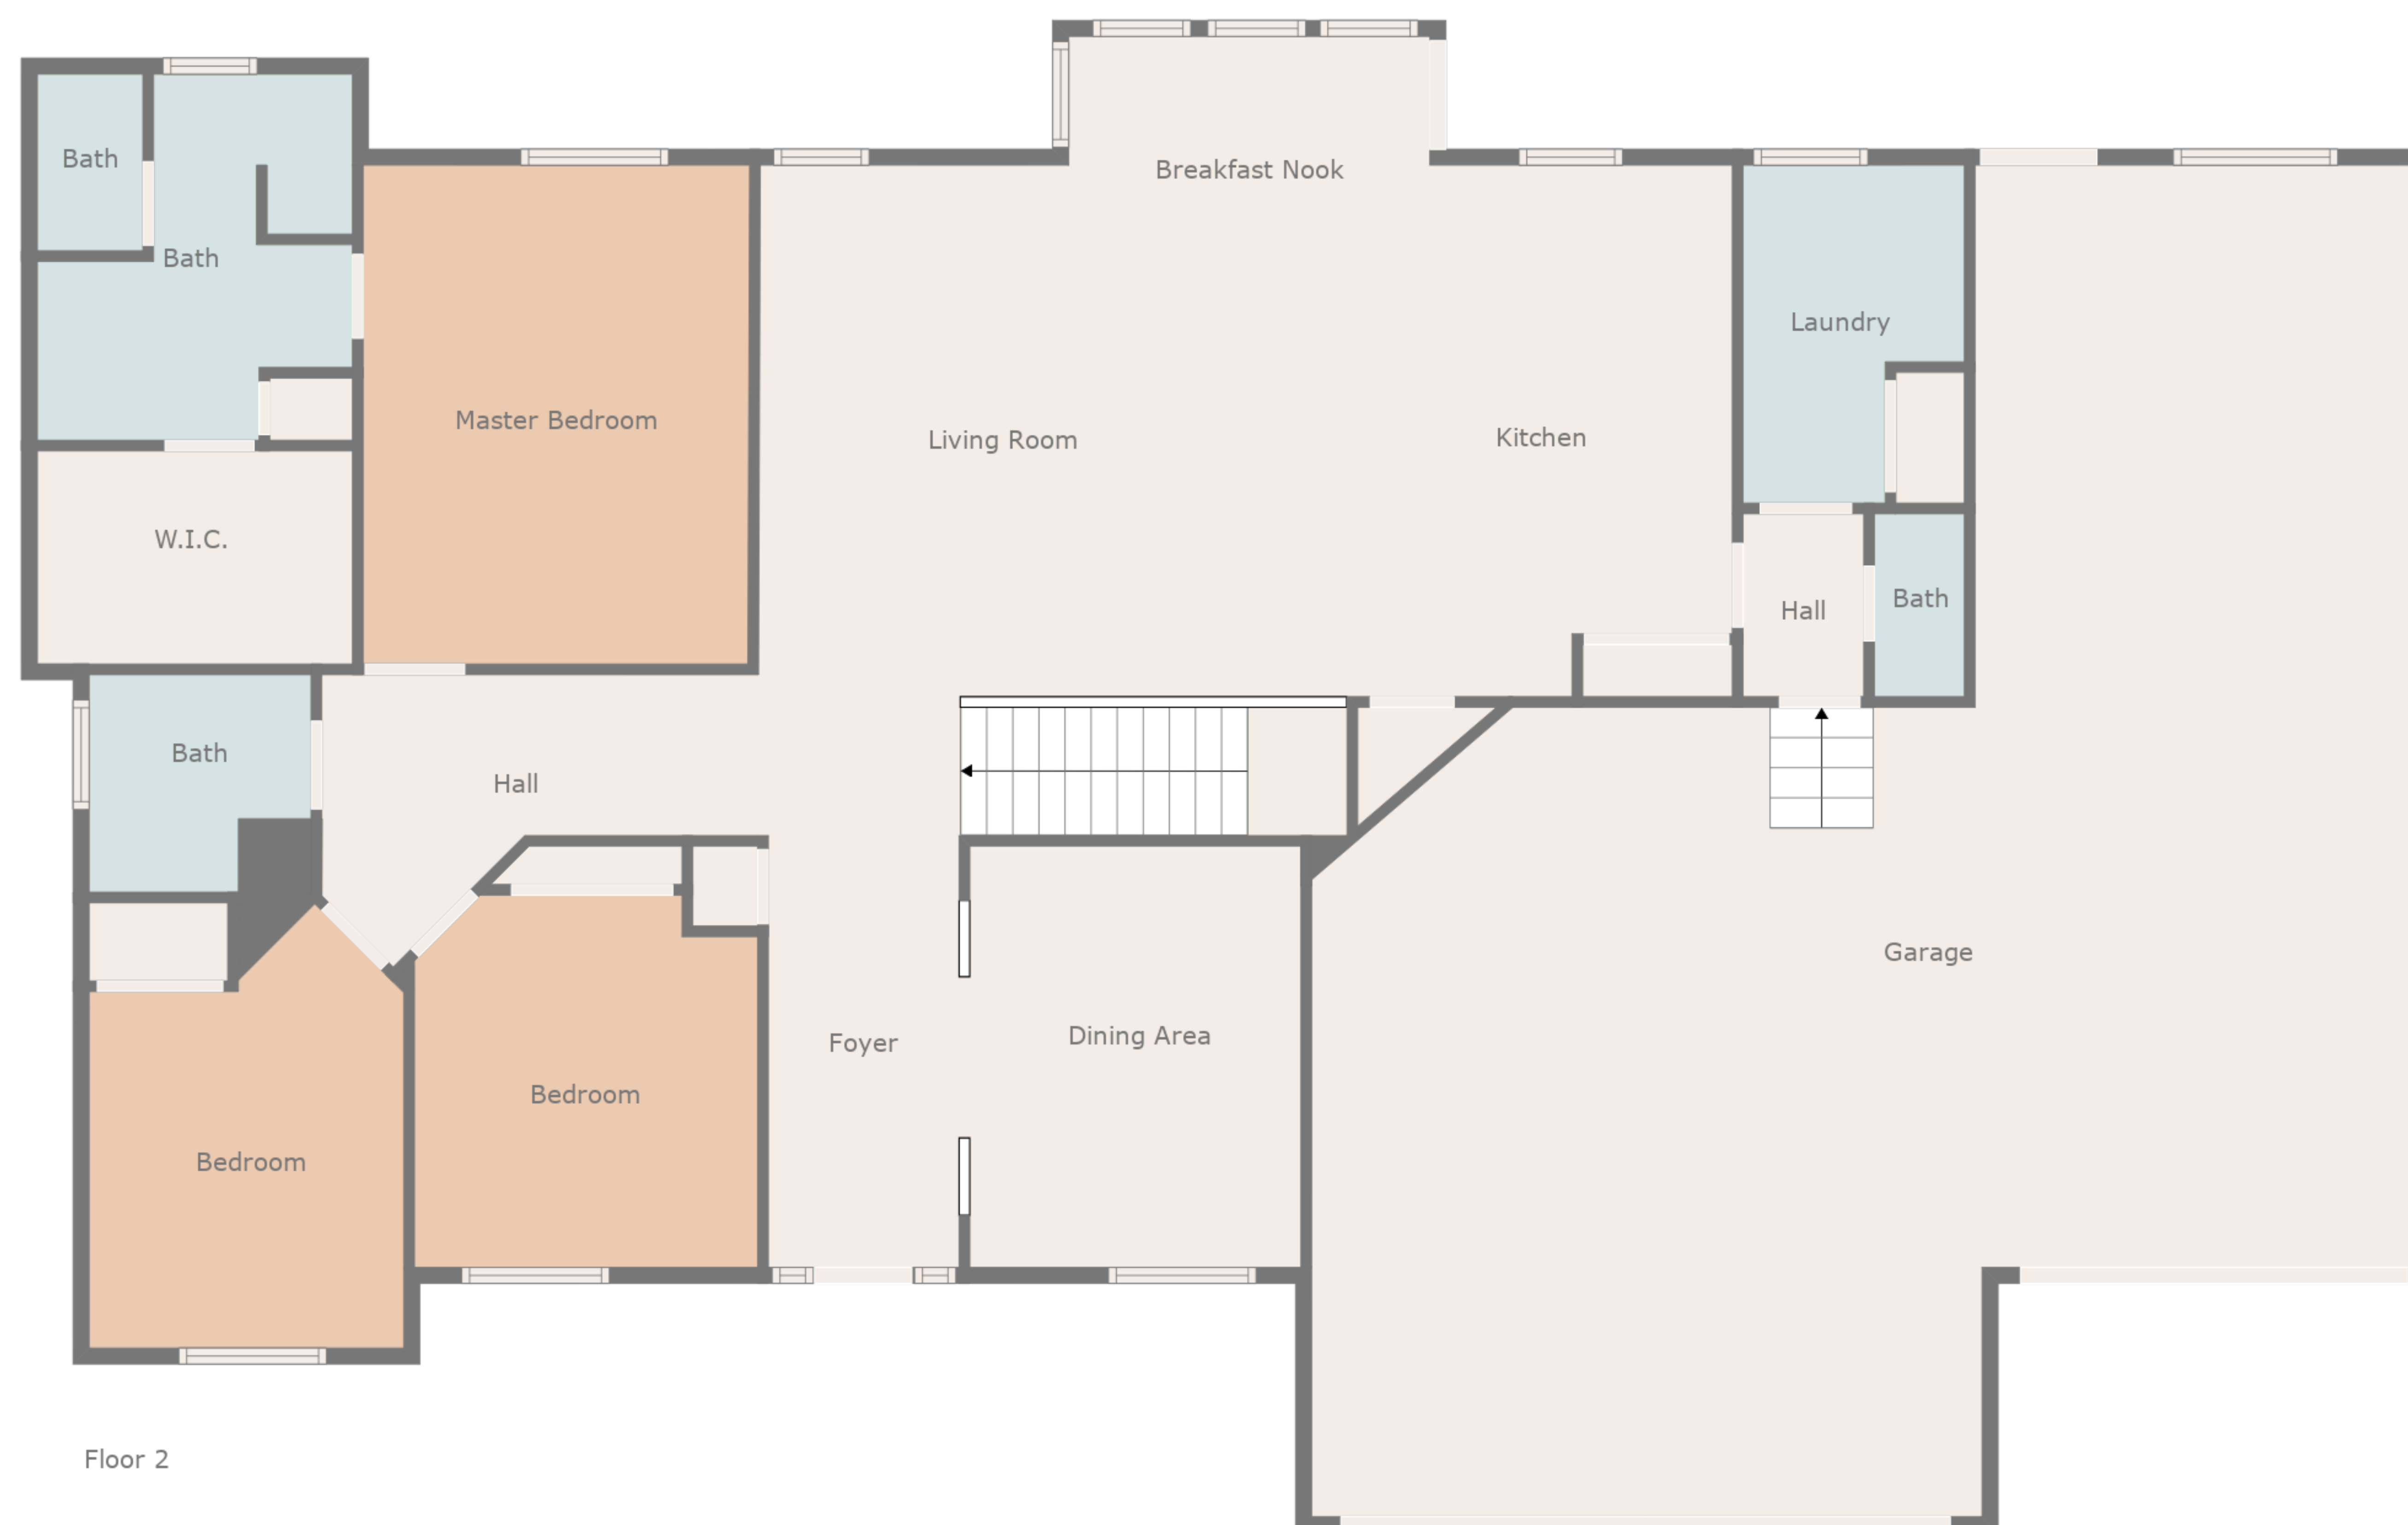 Bath
Breakfast Nook
Bath
Laundry
Master Bedroom
Living Room
Kitchen
W.I.C.
Bath
Hall
Bath
Hall
Garage
Foyer
Dining Area
Bedroom
Bedroom
Floor 2